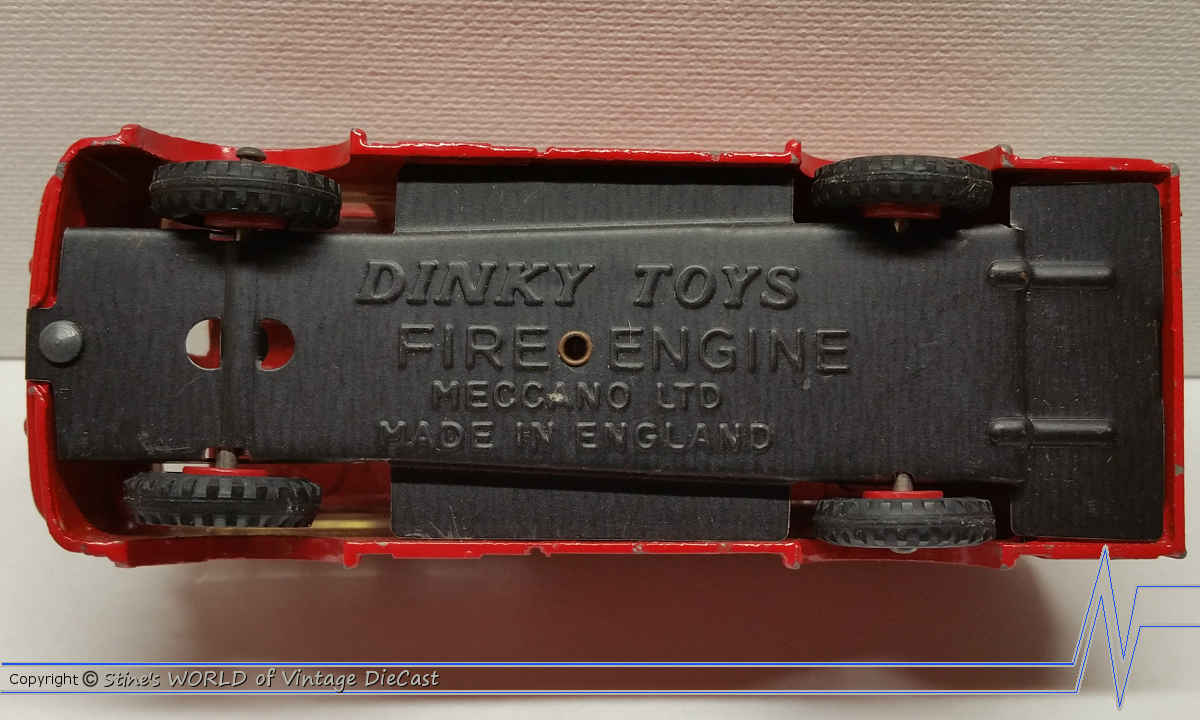 DINKY TOYS
FIRE ENGINE
MECCANO LTD
MADE IN ENGLAND
Copyright © Stine's WORLD of Vintage DieCast